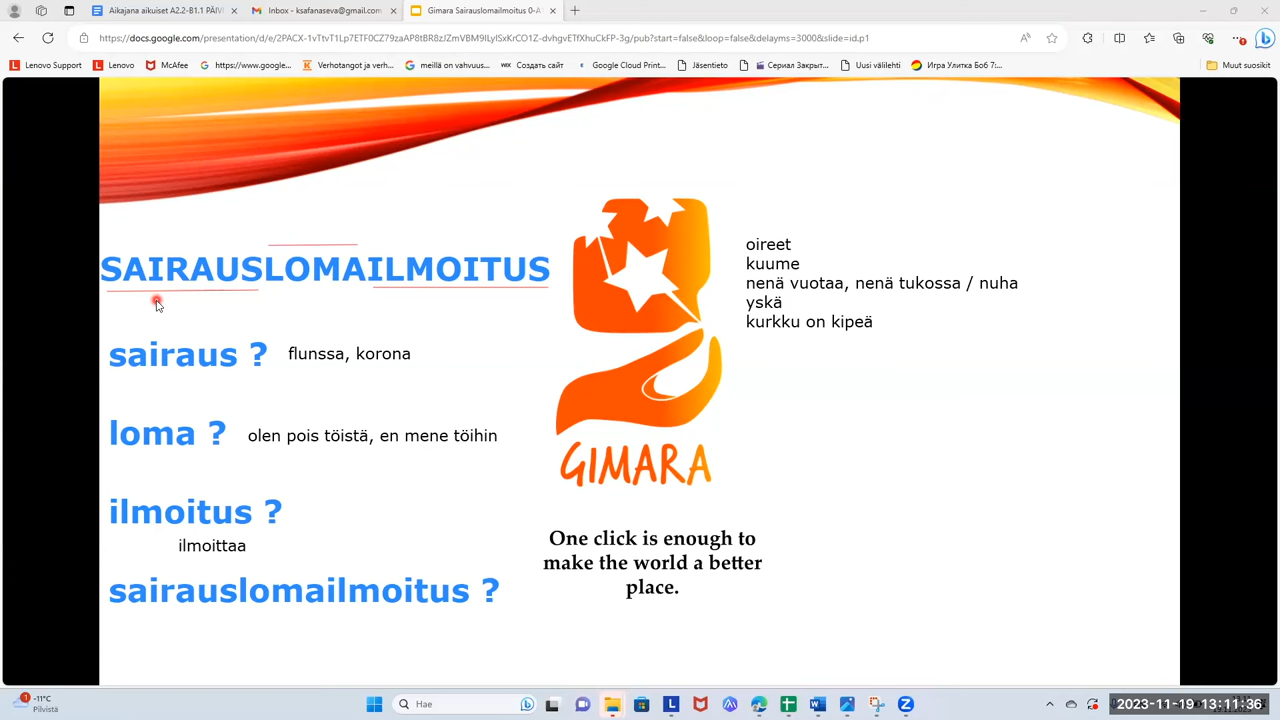 Aikajana aikuiset A2.2-B1.1 PÄIV
Inbox - ksafanaseva@gmail.com
Gimara Sairauslomailmoitus 0-A
https://docs.google.com/presentation/d/e/2PACX-1vTtvT1Lp7ETF0CZ79zaAP8tBR8zJZmVBM9ILyISxKrCO1Z-dvhgvETfXhuCkFP-3g/pub?start=false&loop=false&delayms=3000&slide=id.p1
Lenovo Support
Lenovo
McAfee
https://www.google...
Verhotangot ja verh...
meillä on vahvuus...
Создать сайт
Google Cloud Print...
Jäsentieto
Сериал Закрыт...
Uusi välilehti
Игра Улитка Боб 7:...
Muut suosikit
SAIRAUSLOMAILMOITUS
sairaus ? flunssa, korona
loma ? olen pois töistä, en mene töihin
ilmoitus ?
ilmoittaa
sairauslomailmoitus ?
GIMARA
One click is enough to
make the world a better
place.
oireet
kuume
nenä vuotaa, nenä tukossa / nuha
yskä
kurkku on kipeä
-11°C
Pilvistä
Hae
2023-11-19 13:11:36